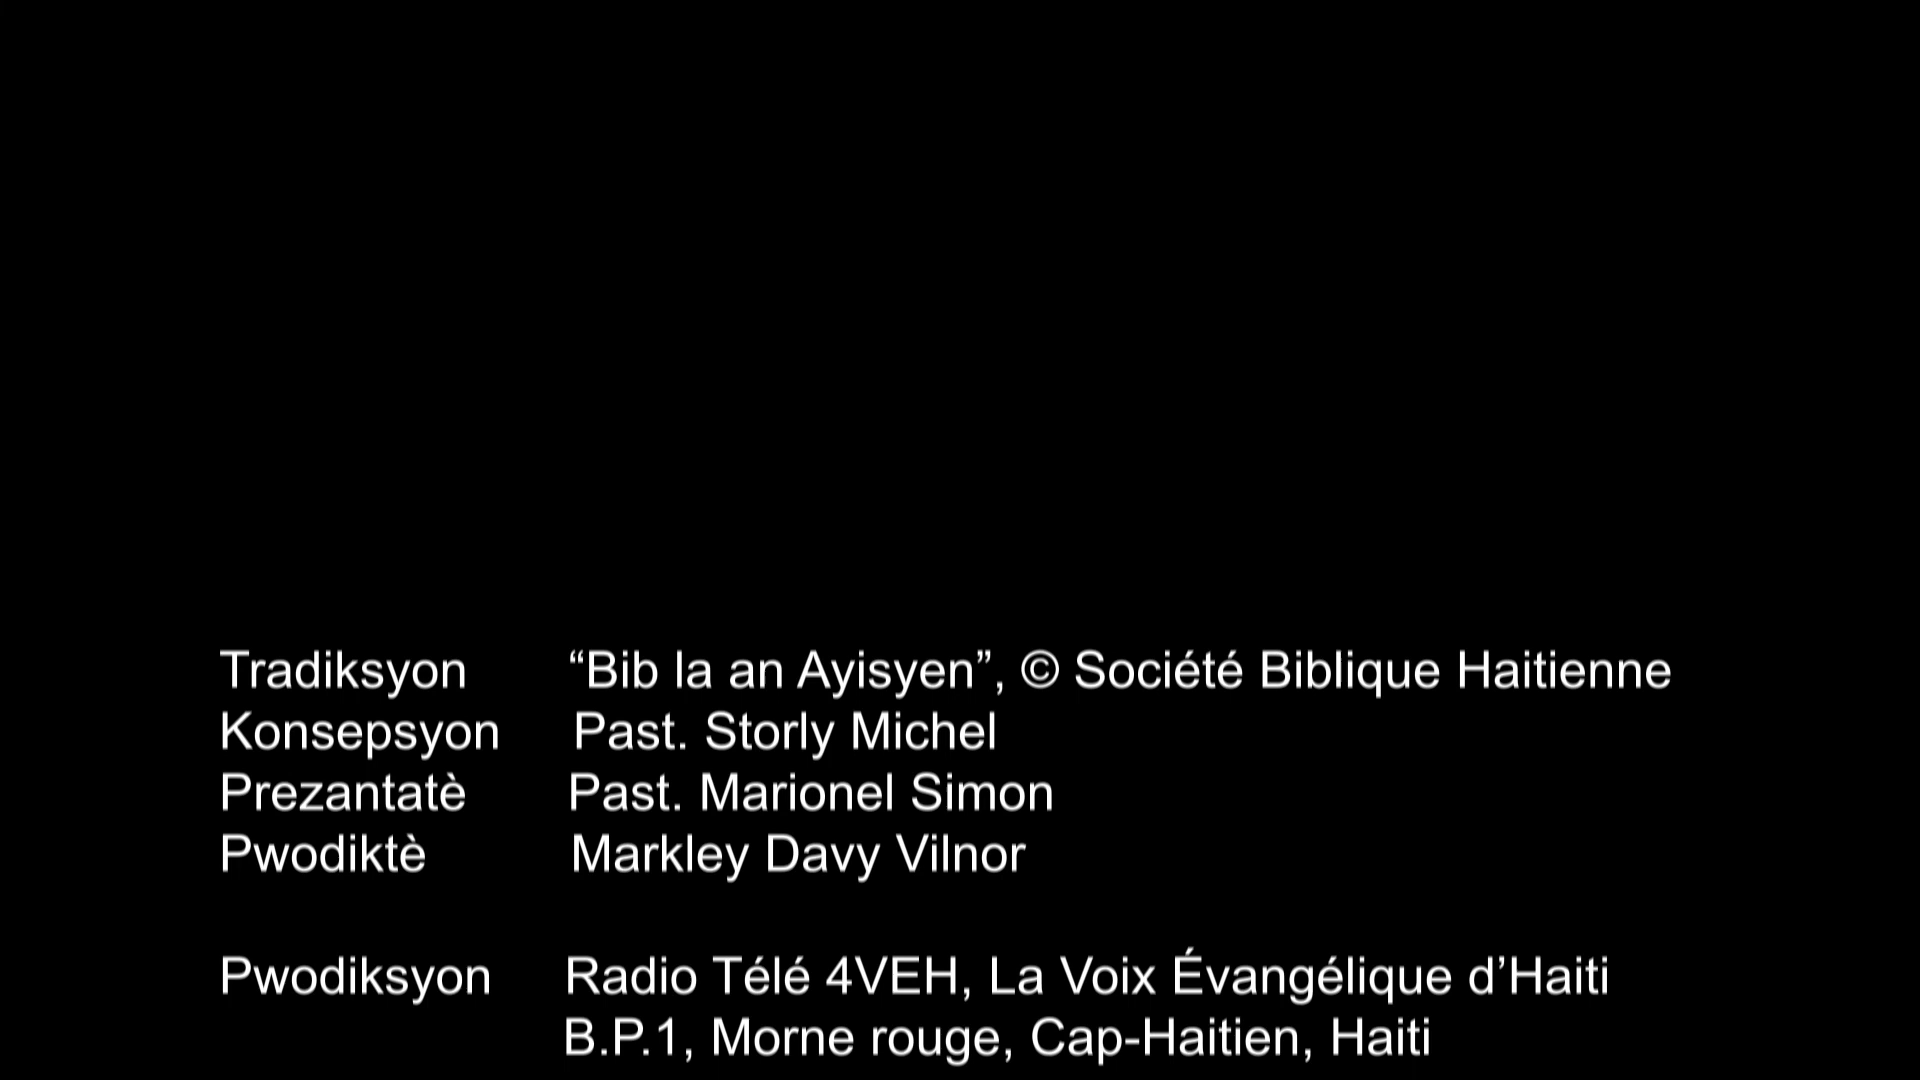 Tradiksyon “Bib la an Ayisyen”, © Société Biblique Haitienne
Konsepsyon Past. Storly Michel
Prezantatè Past. Marionel Simon
Pwodiktè Markley Davy Vilnor
Pwodiksyon Radio Télé 4VEH, La Voix Évangélique d’Haiti
B.P.1, Morne rouge, Cap-Haitien, Haiti